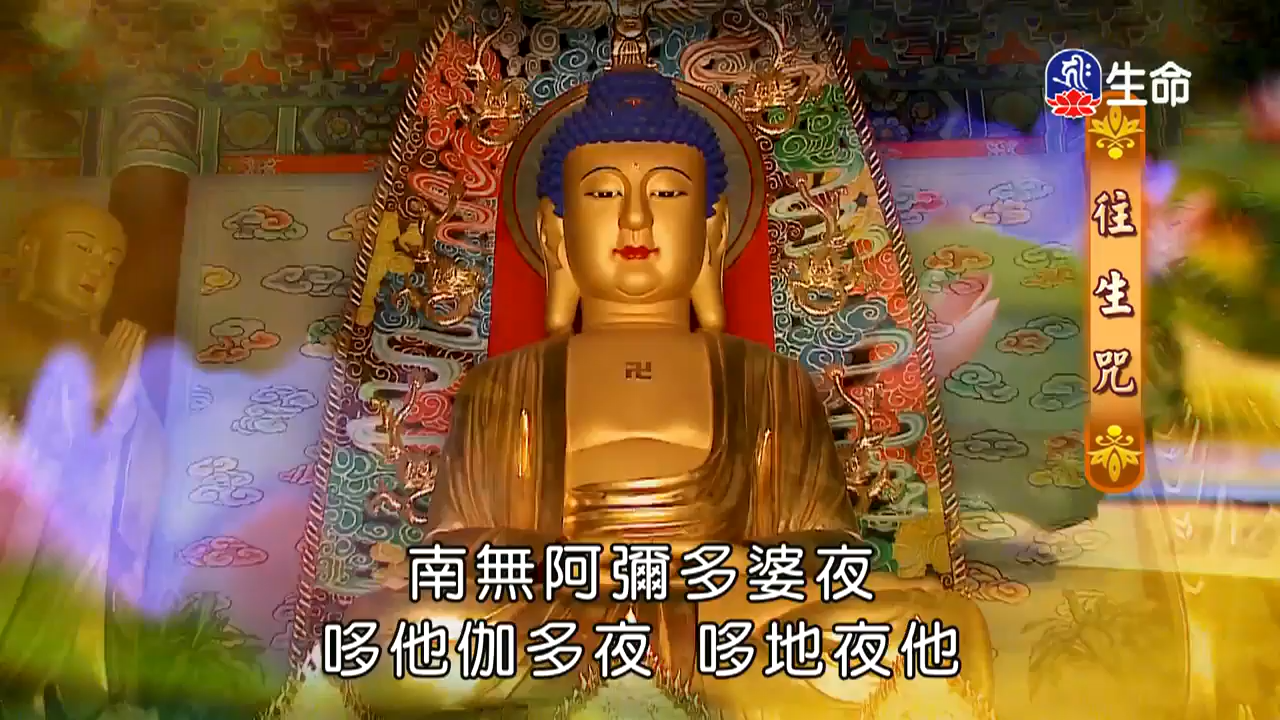 生命
往生咒
南無阿彌多婆夜
哆他伽多夜 哆地夜他